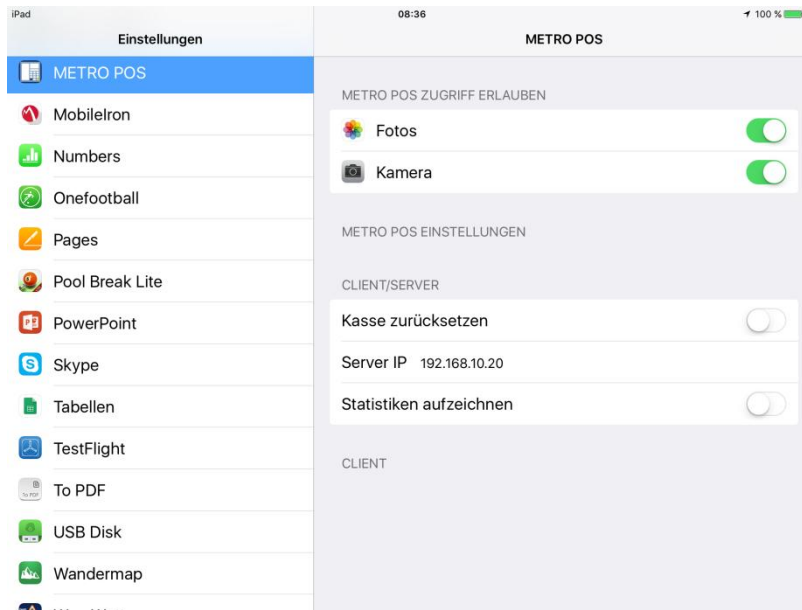 iPad
08:36
100 %
Einstellungen
METRO POS
METRO POS
MobileIron
Numbers
Onefootball
Pages
Pool Break Lite
PowerPoint
Skype
Tabellen
TestFlight
To PDF
USB Disk
Wandermap
METRO POS ZUGRIFF ERLAUBEN
Fotos
Kamera
METRO POS EINSTELLUNGEN
CLIENT/SERVER
Kasse zurücksetzen
Server IP 192.168.10.20
Statistiken aufzeichnen
CLIENT